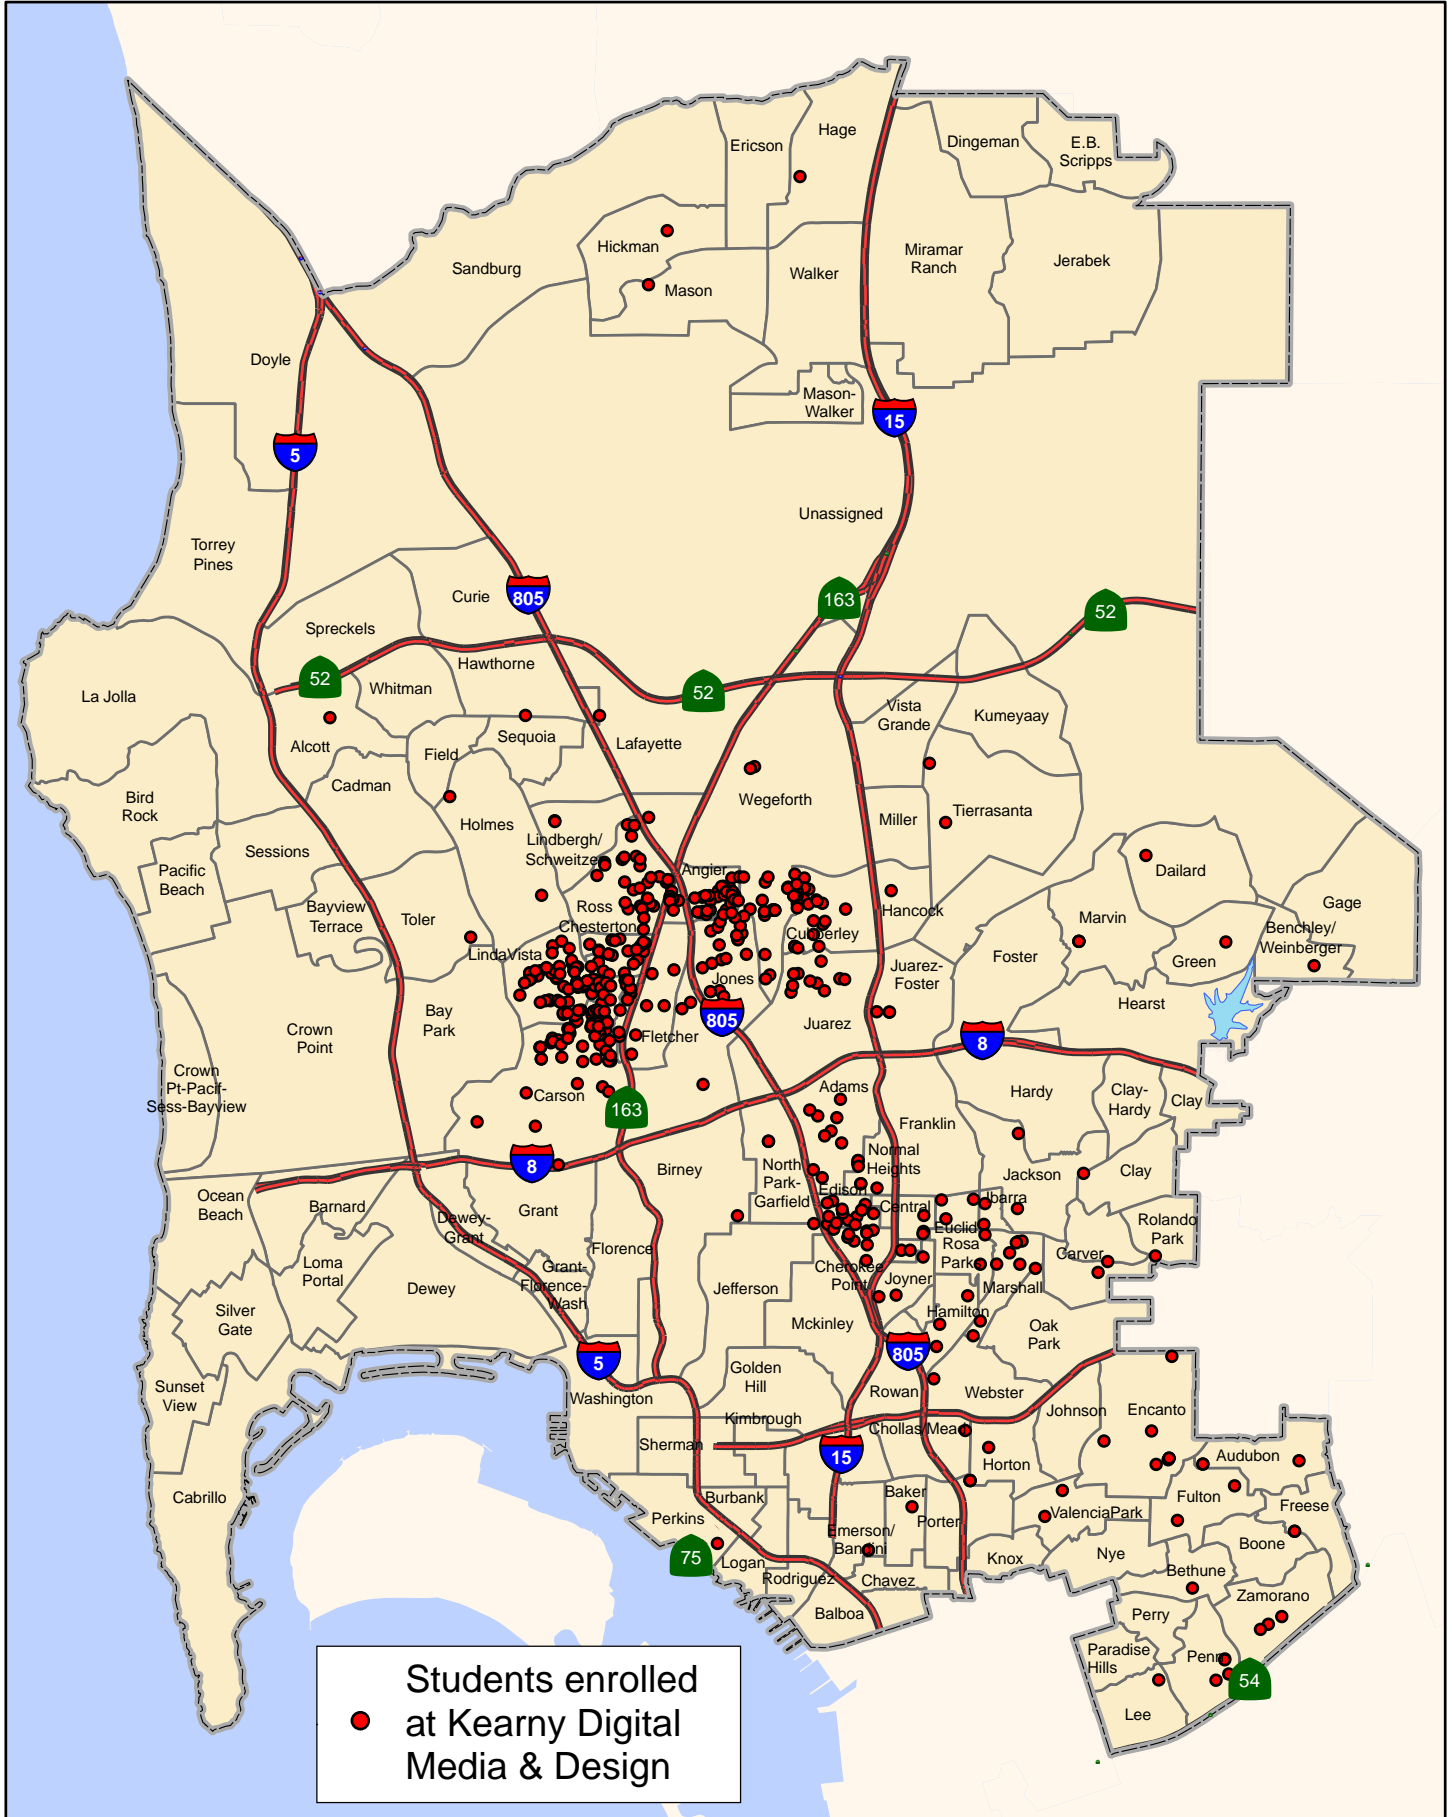 Hage
Ericson
Dingeman
E.B.
Scripps
Hickman
Sandburg
Mason
Walker
Miramar
Ranch
Jerabek
Doyle
Mason-
Walker
15
5
Unassigned
Torrey
Pines
Curie
805
163
52
Spreckels
Hawthorne
52
Whitman
52
La Jolla
Vista
Grande
Kumeyaay
Alcott
Field
Sequoia
Lafayette
Cadman
Bird
Rock
Wegeforth
Tierrasanta
Miller
Holmes
Lindbergh/
Schweitzer
Sessions
Pacific
Beach
Angier
Dailard
Gage
Bayview
Terrace
Toler
Ross
Chesterton
Hancock
Marvin
Cubberley
Benchley/
Weinberger
LindaVista
Foster
Green
Jones
Juarez-
Foster
Hearst
Bay
Park
Crown
Point
805
Juarez
Fletcher
8
Crown
Pt-Pacif-
Sess-Bayview
Carson
Adams
Hardy
Clay-
Hardy
Clay
163
Franklin
Normal
Heights
8
Birney
North
Park-
Garfield
Jackson
Clay
Ocean
Beach
Barnard
Edison
Ibarra
Central
Grant
Dewey-
Grant
Euclid
Rolando
Park
Florence
Rosa
Parks
Carver
Loma
Portal
Grant-
Florence-
Wash
Cherokee
Point
Joyner
Dewey
Jefferson
Marshall
Silver
Gate
Mckinley
Hamilton
Oak
Park
5
805
Sunset
View
Golden
Hill
Washington
Rowan
Webster
Kimbrough
Johnson
Encanto
Chollas/Mead
Sherman
15
Horton
Audubon
Cabrillo
Burbank
Baker
Fulton
Freese
Perkins
Porter
ValenciaPark
Emerson/
Bandini
Boone
75
Logan
Knox
Nye
Bethune
Rodriguez
Chavez
Zamorano
Balboa
Perry
Paradise
Hills
Penn
54
Lee
Students enrolled
at Kearny Digital
Media & Design